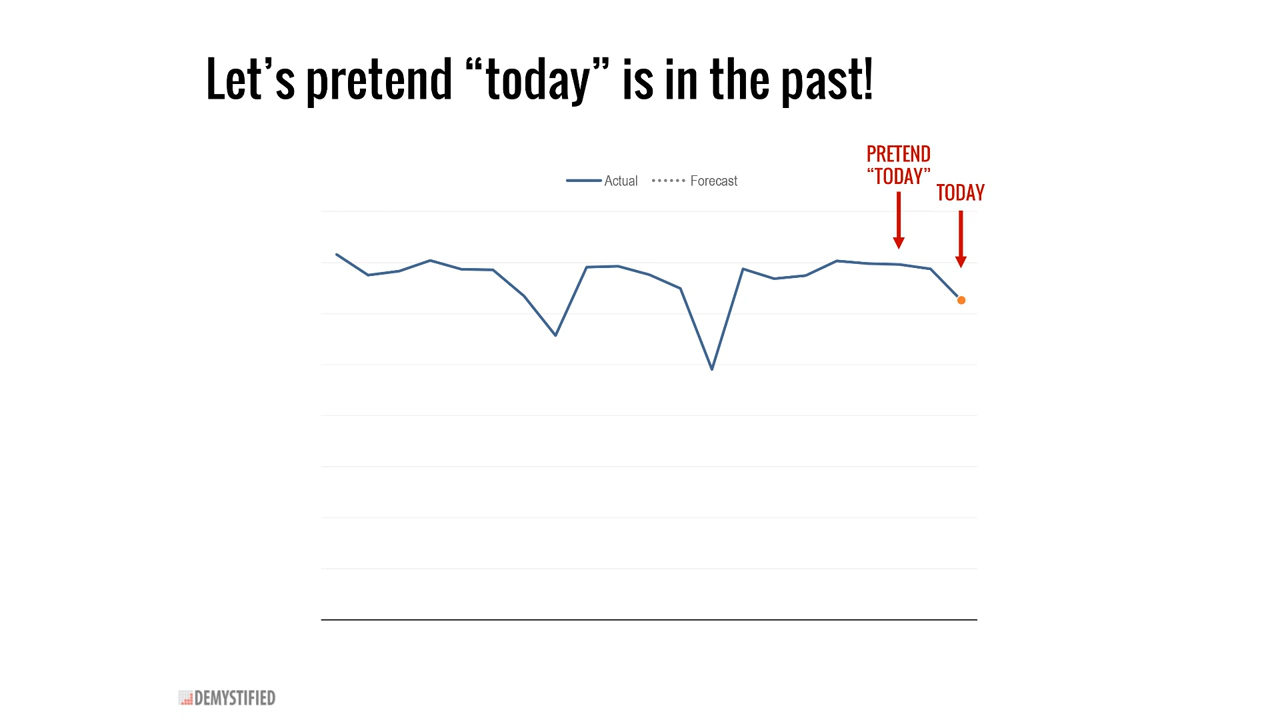 Let’s pretend “today” is in the past!
PRETEND
“TODAY”
TODAY
Actual
Forecast
DEMYSTIFIED